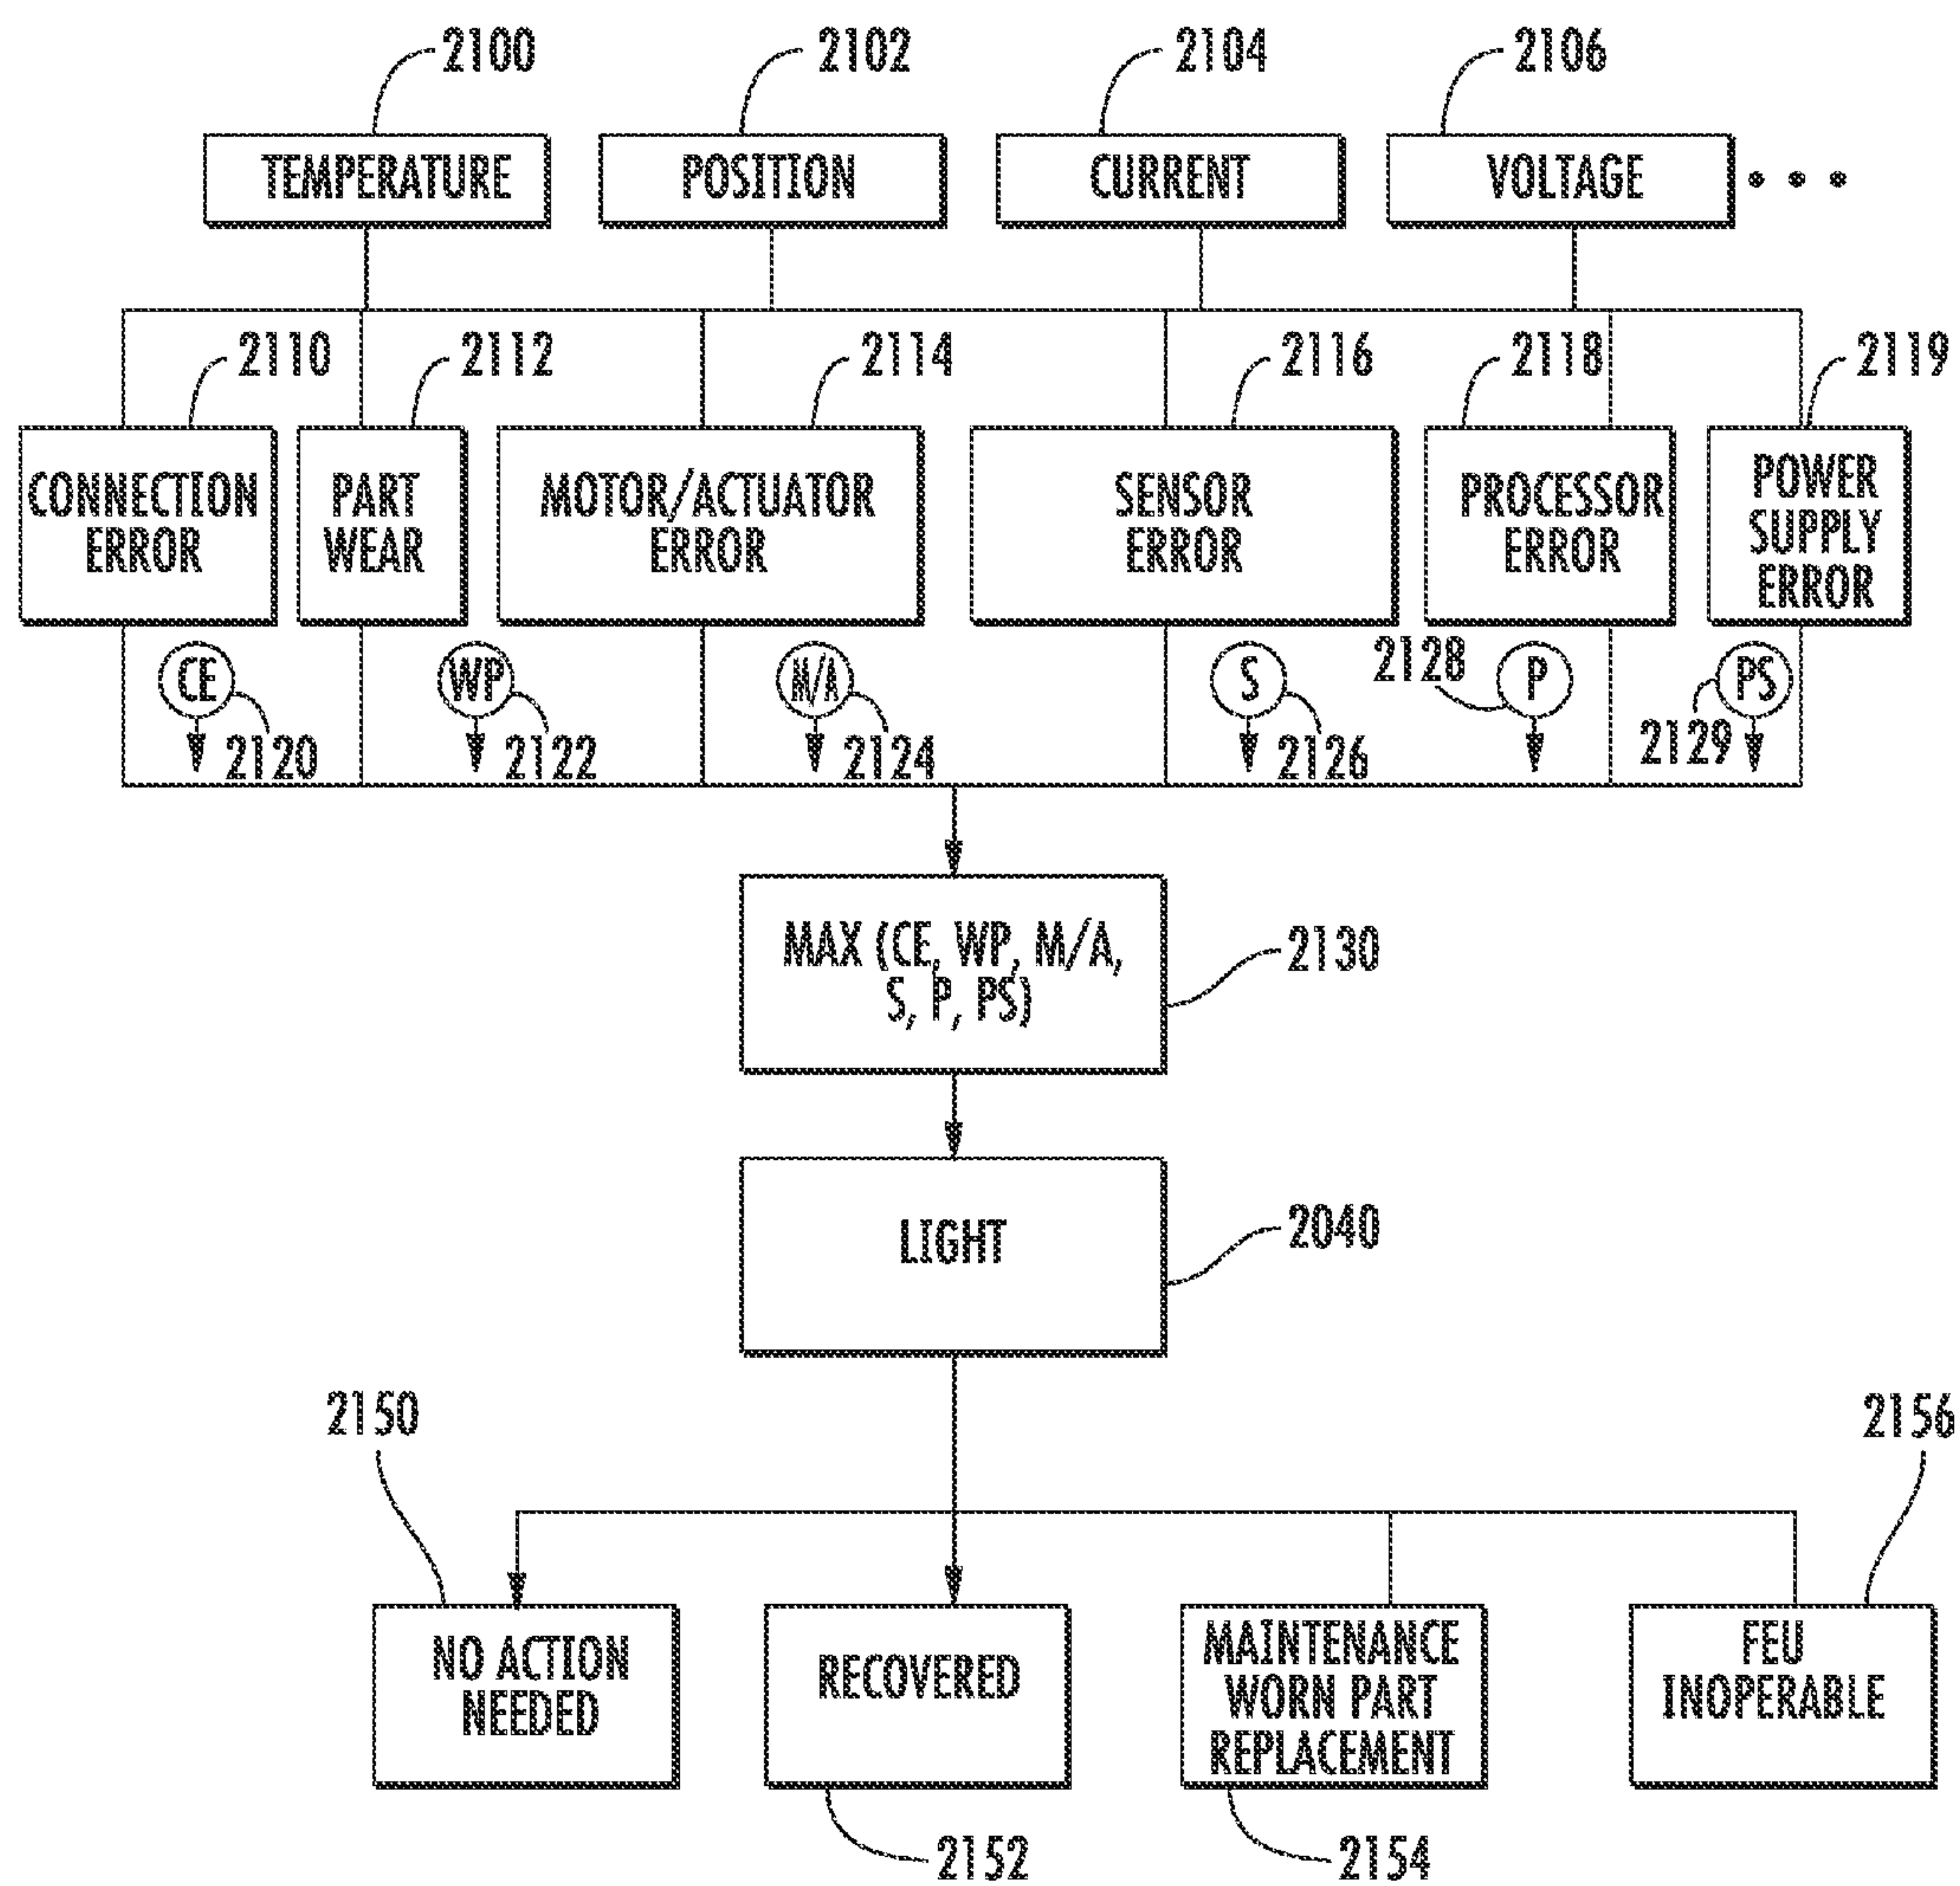 2100
2102
2104
2106
TEMPERATURE
POSITION
CURRENT
VOLTAGE
2110
2112
2114
2116
2118
2119
CONNECTION
ERROR
PART
WEAR
MOTOR/ACTUATOR
ERROR
SENSOR
ERROR
PROCESSOR
ERROR
POWER
SUPPLY
ERROR
CE
2120
WP
2122
M/A
2124
S
2126
2128
P
PS
2129
MAX (CE, WP, M/A,
S, P, PS)
2130
LIGHT
2040
2150
2156
NO ACTION
NEEDED
RECOVERED
MAINTENANCE
WORN PART
REPLACEMENT
FEU
INOPERABLE
2152
2154